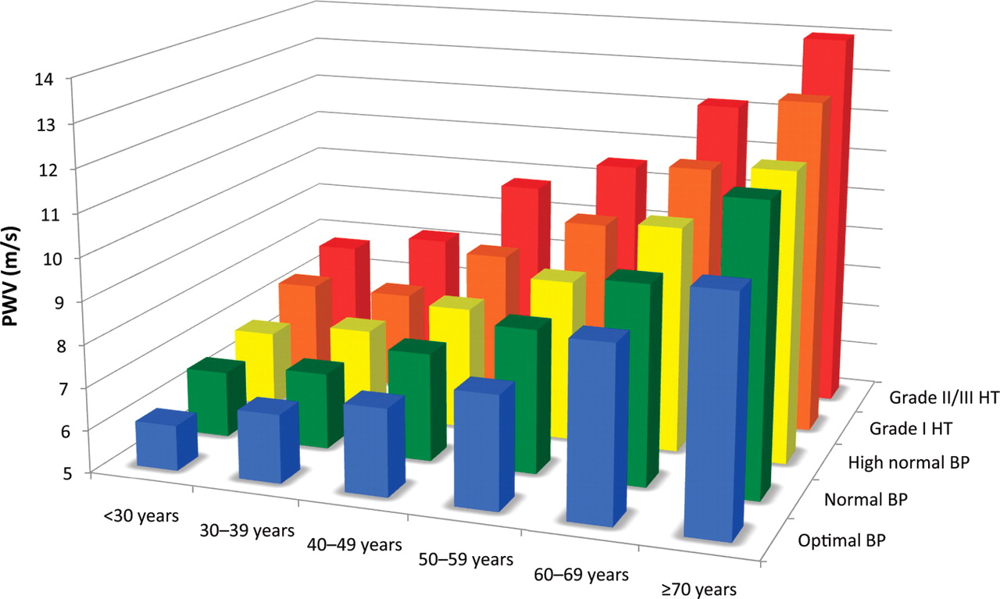 PWV (m/s)
14
13
12
11
10
9
8
7
6
5
<30 years
30–39 years
40–49 years
50–59 years
60–69 years
≥70 years
Grade II/III HT
Grade I HT
High normal BP
Normal BP
Optimal BP